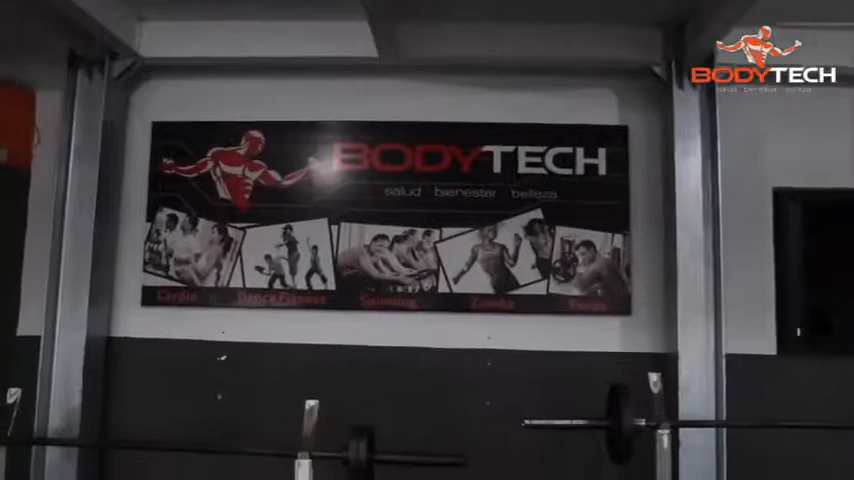 BODYTECH
salud bienestar belleza
BODYTECH
salud bienestar belleza
Cardio Dance Fitness Spinning Zumba Pesas